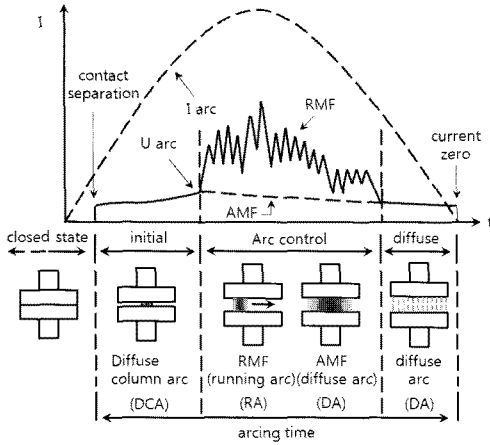 I
contact
separation
I arc
RMF
U arc
current
zero
AMF
t
closed state
initial
Arc control
diffuse
Diffuse
column arc
(DCA)
RMF
(running arc)
(RA)
AMF
(diffuse arc)
(DA)
diffuse
arc
(DA)
arcing time